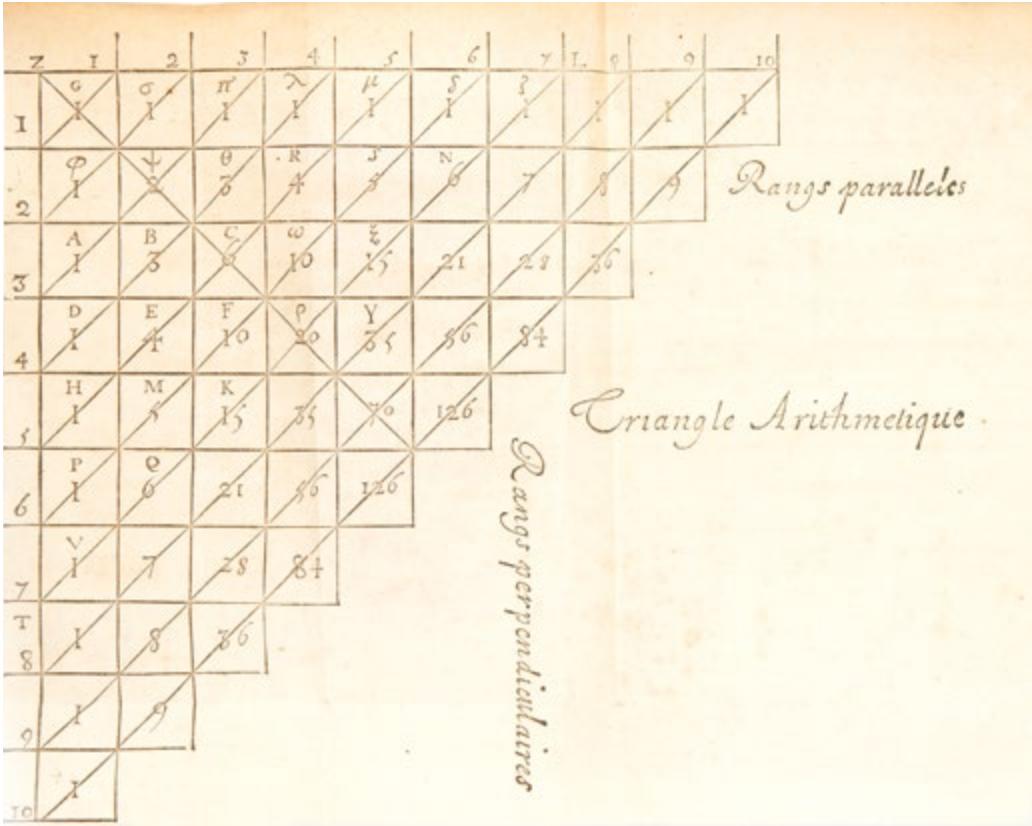 Z 1 2 3 4 5 6 7 L 8 9 10
G σ π λ μ δ ζ
1 1 1 1 1 1 1 1 1 1 1
φ ψ θ R S N
2 1 2 3 4 5 6 7 8 9
Rangs paralleles
A B C ω ξ
3 1 3 6 10 15 21 28 36
D E F ρ Y
4 1 4 10 20 35 56 84
H M K
5 1 5 15 35 70 126
Triangle Arithmetique
P Q
6 1 6 21 56 126
V
7 1 7 28 84
T
8 1 8 36
9 1 9
10 1
Rangs perpendiculaires